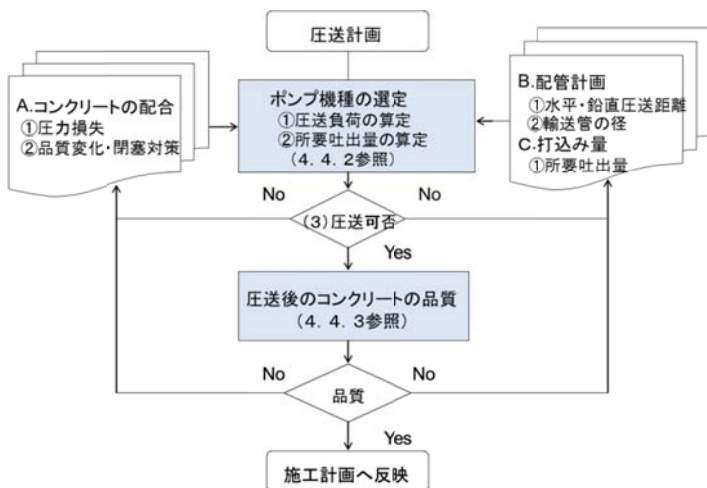 圧送計画
A.コンクリートの配合
①圧力損失
②品質変化・閉塞対策
ポンプ機種の選定
①圧送負荷の算定
②所要吐出量の算定
(4.4.2参照)
B.配管計画
①水平・鉛直圧送距離
②輸送管の径
C.打込み量
①所要吐出量
No
No
(3)圧送可否
Yes
圧送後のコンクリートの品質
(4.4.3参照)
No
No
品質
Yes
施工計画へ反映